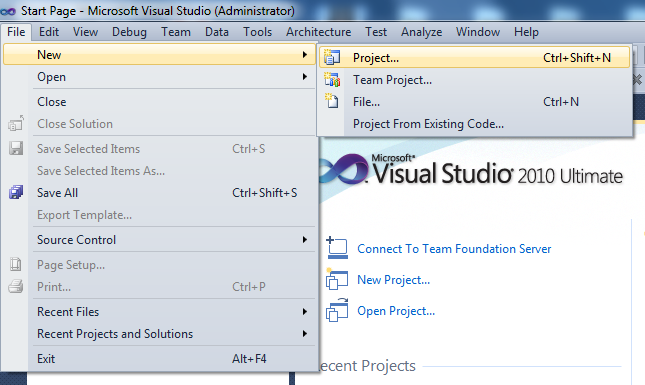 Start Page - Microsoft Visual Studio (Administrator)
File Edit View Debug Team Data Tools Architecture Test Analyze Window Help
New
Open
Close
Close Solution
Save Selected Items Ctrl+S
Save Selected Items As...
Save All Ctrl+Shift+S
Export Template...
Source Control
Page Setup...
Print... Ctrl+P
Recent Files
Recent Projects and Solutions
Exit Alt+F4
Project... Ctrl+Shift+N
Team Project...
File... Ctrl+N
Project From Existing Code...
Microsoft®
Visual Studio® 2010 Ultimate
Connect To Team Foundation Server
New Project...
Open Project...
ecent Projects